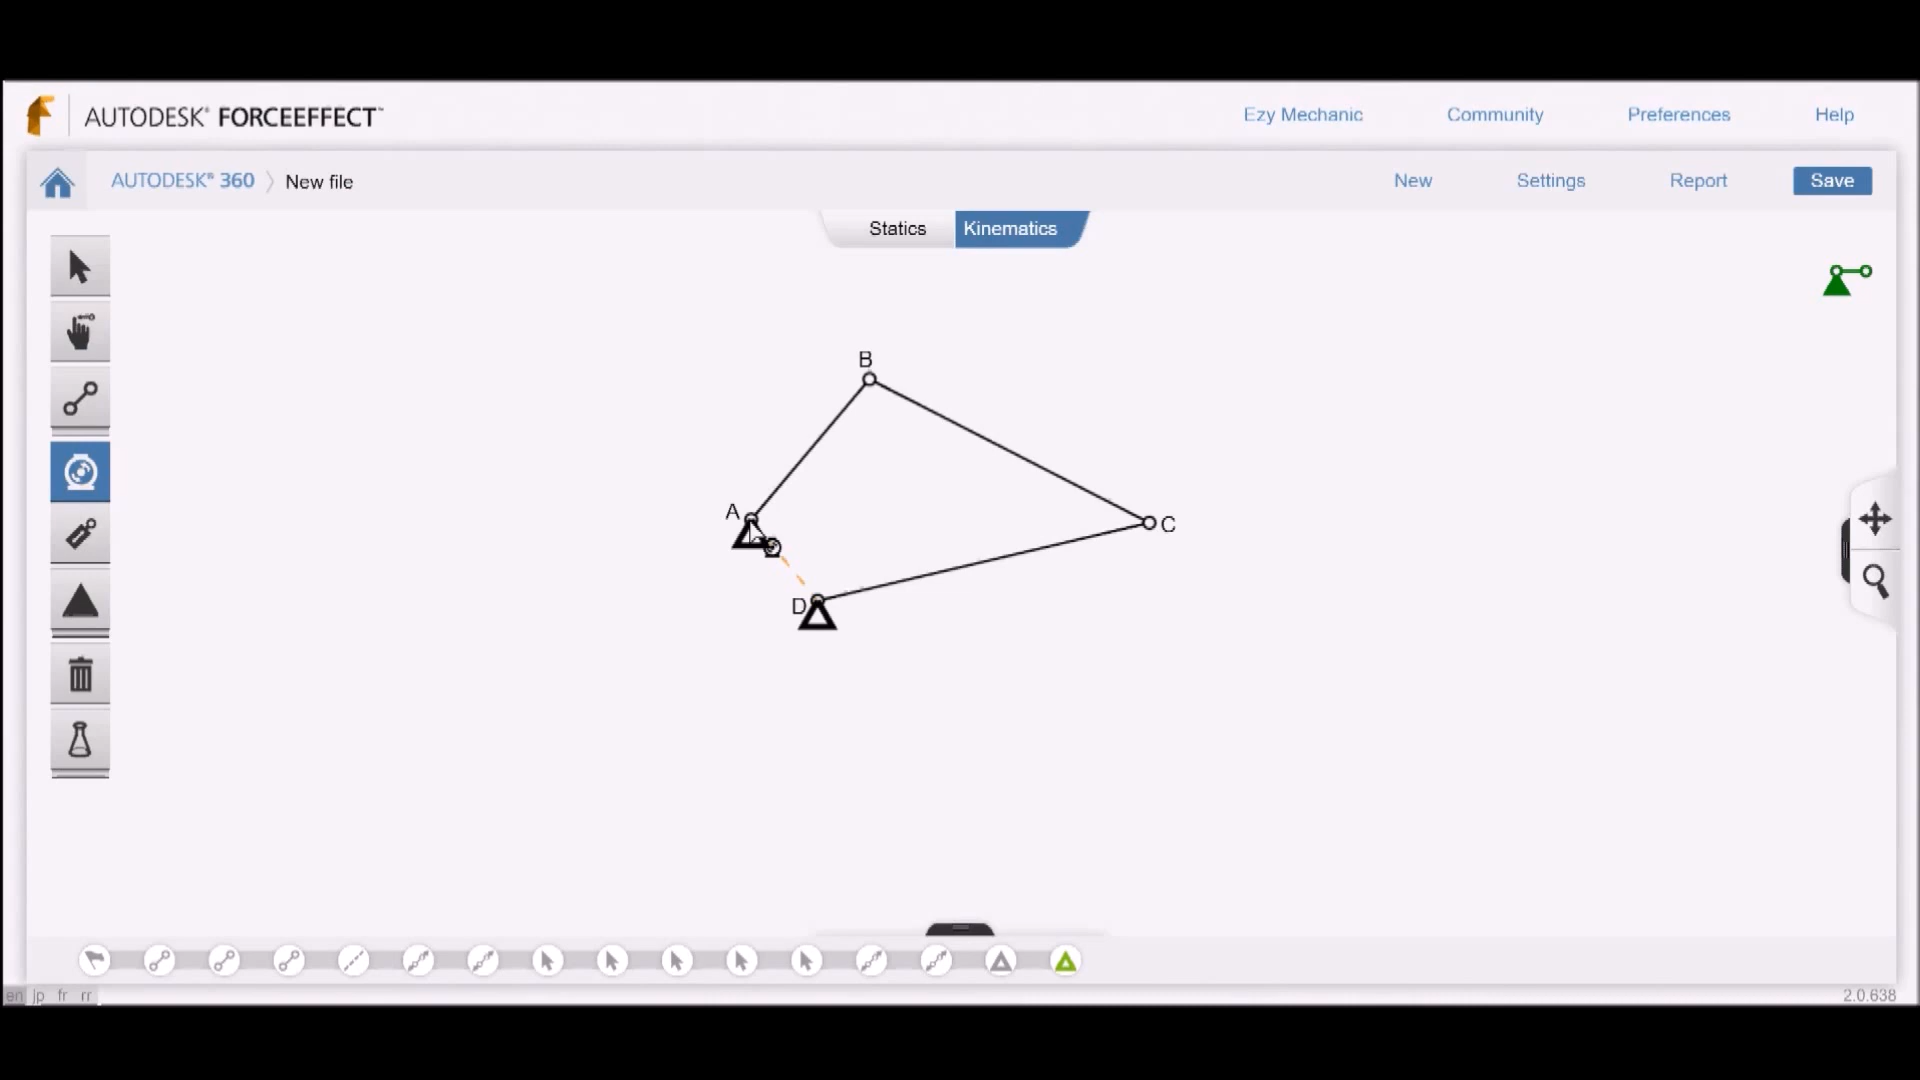 AUTODESK® FORCEEFFECT™
Ezy Mechanic Community Preferences Help
AUTODESK® 360 New file New Settings Report Save
Statics Kinematics
B
A
C
D
en jp fr rr
2.0.638